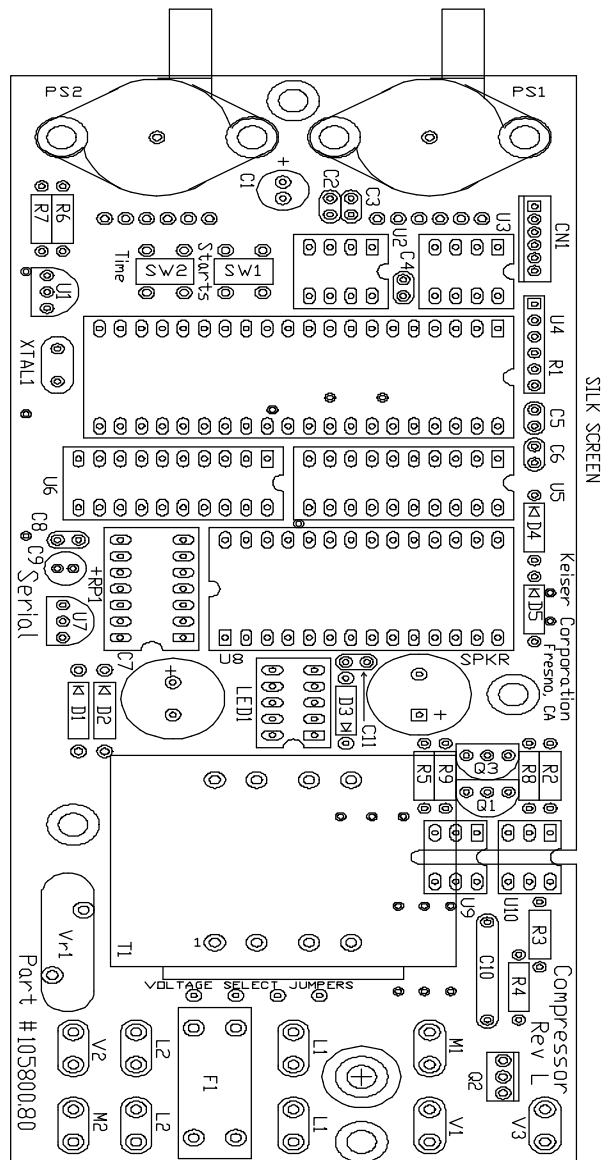 PS2
PS1
+
C1
C2
C3
R7
R6
U2
U3
CN1
Time
SW2
Starts
SW1
C4
U1
XTAL1
U4
R1
SILK SCREEN
C5
C6
U6
U5
C8
D4
C9
+
RP1
Serial
U7
D5
Keiser Corporation
Fresno, CA
C7
U8
SPKR
+
LED1
D3
+
D1
D2
C11
R5
R9
Q3
R8
R2
Q1
U9
U10
Vr1
T1
1
R3
C10
R4
VOLTAGE SELECT JUMPERS
Compressor
Rev L
Part #105800.80
V2
L2
F1
L1
M1
Q2
M2
L2
L1
V1
V3